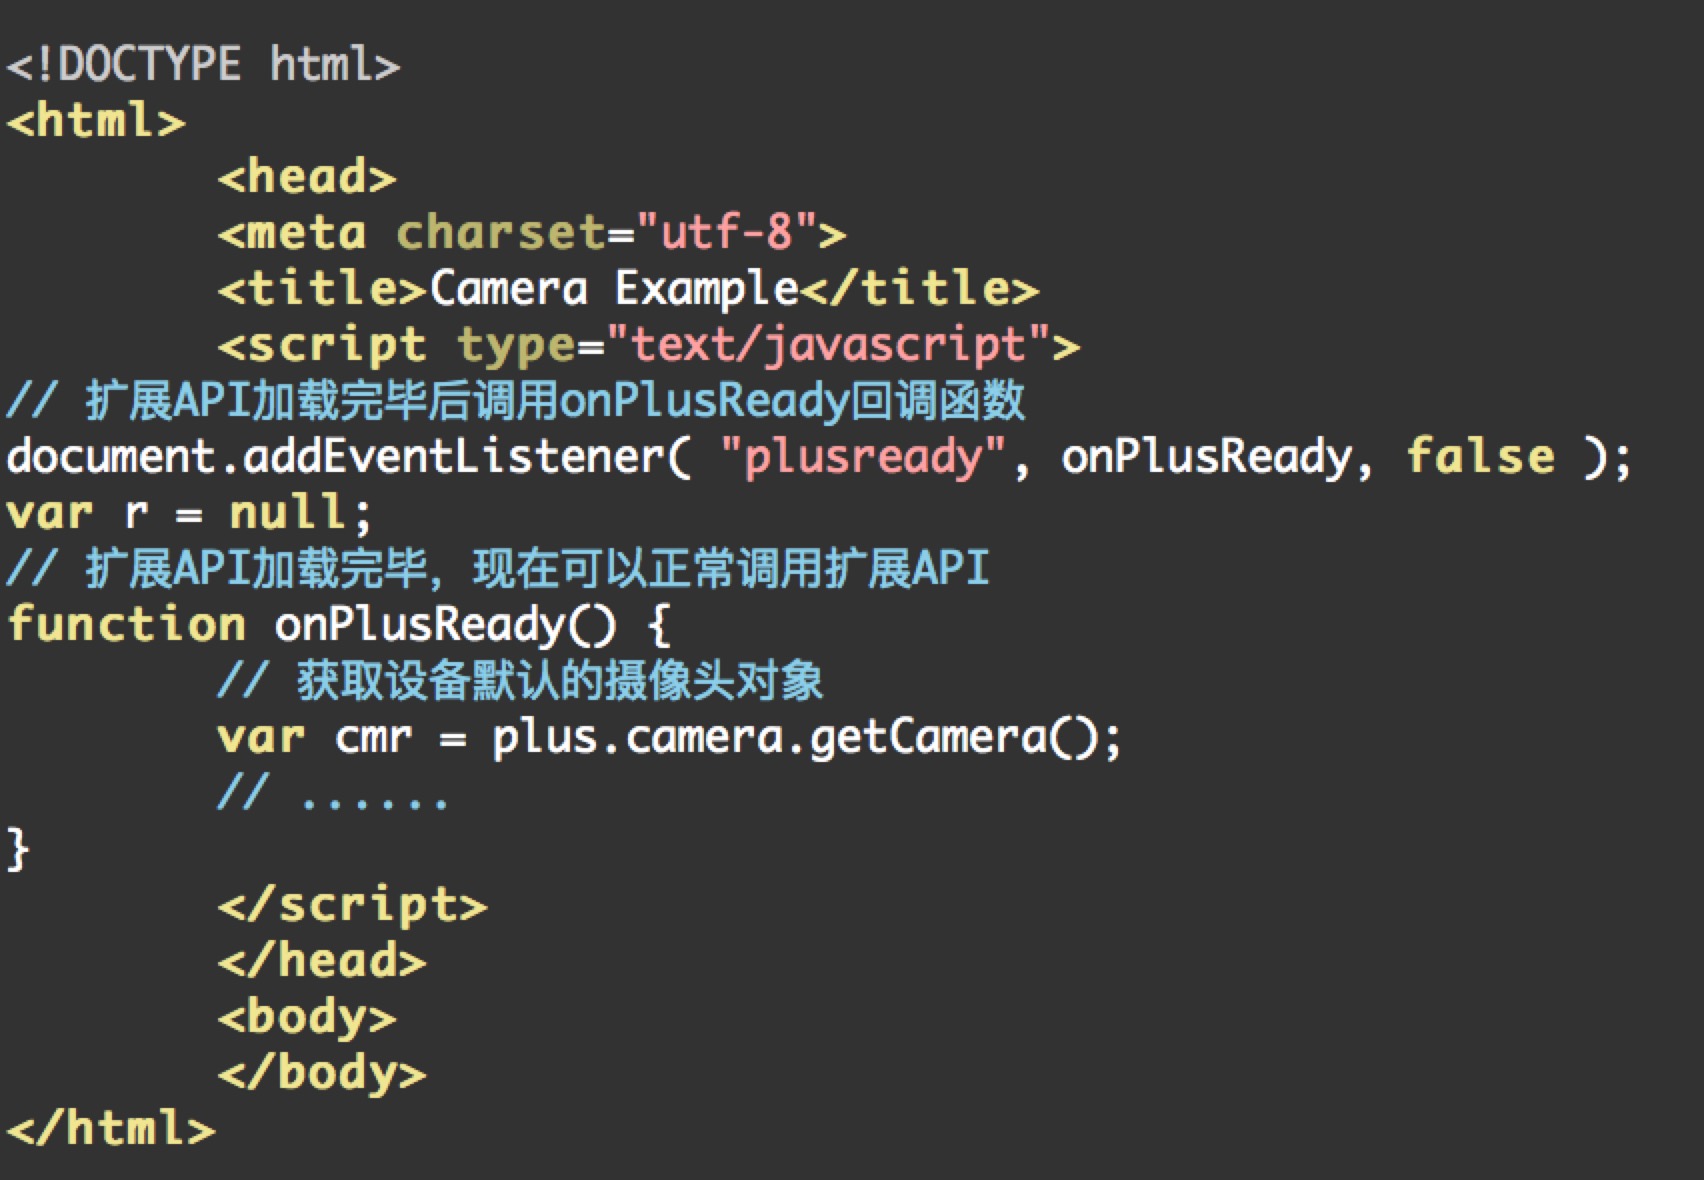 <!DOCTYPE html>
<html>
<head>
<meta charset="utf-8">
<title>Camera Example</title>
<script type="text/javascript">
// 扩展API加载完毕后调用onPlusReady回调函数
document.addEventListener( "plusready", onPlusReady, false );
var r = null;
// 扩展API加载完毕，现在可以正常调用扩展API
function onPlusReady() {
// 获取设备默认的摄像头对象
var cmr = plus.camera.getCamera();
// ......
}
</script>
</head>
<body>
</body>
</html>